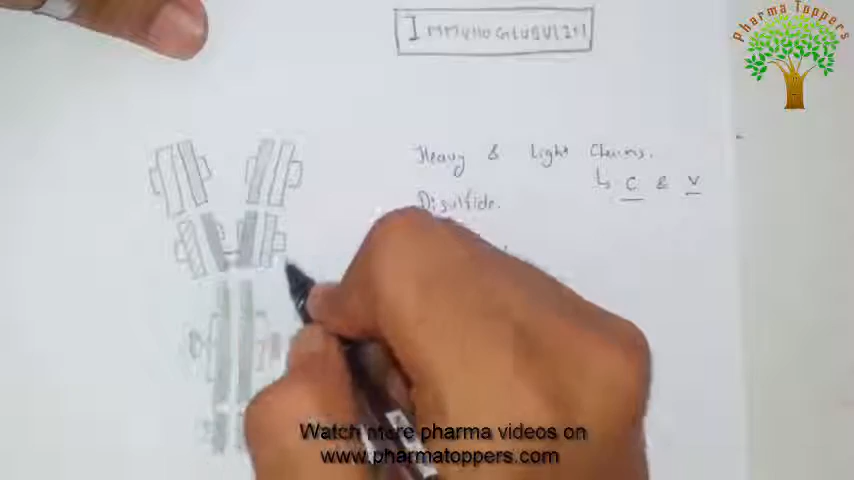 Pharma Toppers
IMMUNOGLOBULIN
Heavy & Light Chains.
↳ C & V
Disulfide.
Watch more pharma videos on
www.pharmatoppers.com